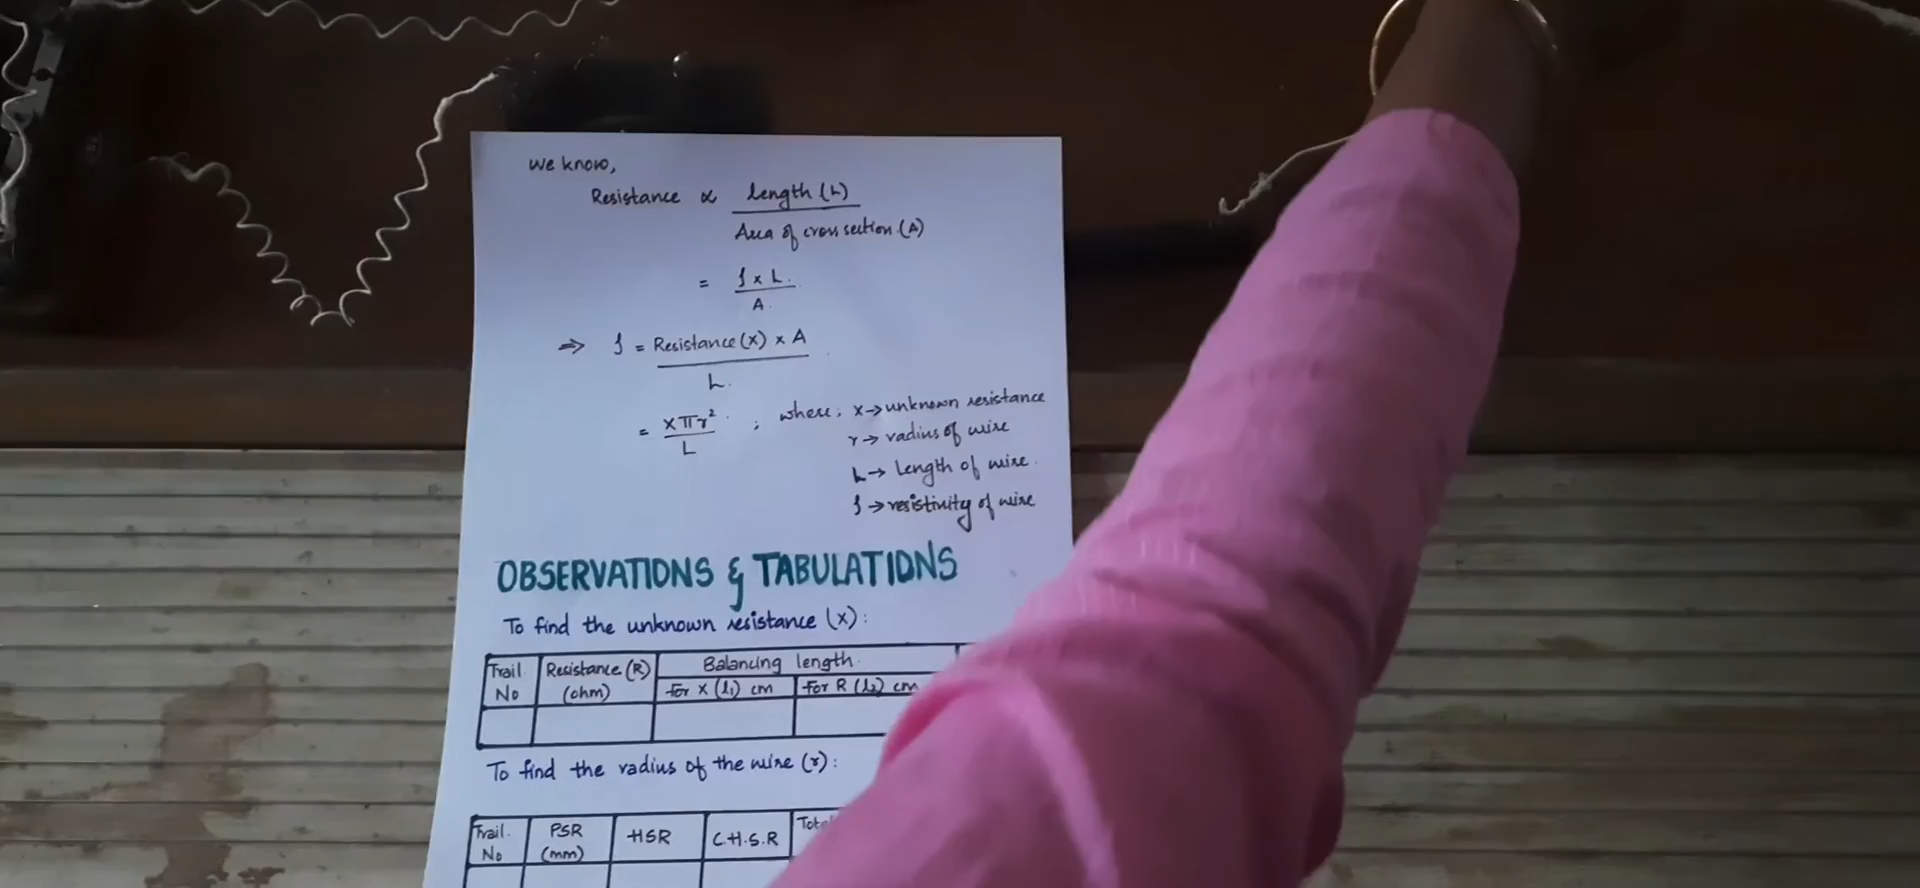 We know,
Resistance ∝ length (L)
Area of cross section (A)
= ρ x L
A
⇒ ρ = Resistance (x) x A
L
= xπr² ; where; x → unknown resistance
L
r → radius of wire
L → Length of wire
ρ → resistivity of wire
OBSERVATIONS & TABULATIONS
To find the unknown resistance (x):
Trail No
Resistance (R) (ohm)
Balancing length
for x (l₁) cm
for R (l₂) cm
To find the radius of the wire (r):
Trail. No
PSR (mm)
HSR
C.H.S.R